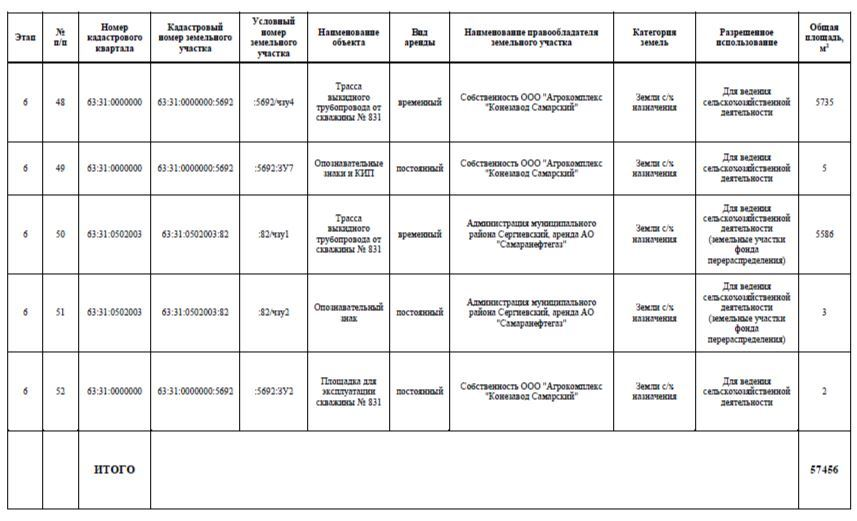 Этап
№
п/п
Номер
кадастрового
квартала
Кадастровый
номер земельного
участка
Условный
номер
земельного
участка
Наименование
объекта
Вид
аренды
Наименование правообладателя
земельного участка
Категория
земель
Разрешенное
использование
Общая
площадь,
м²
6
48
63:31:0000000
63:31:0000000:5692
:5692/чзу4
Трасса
выкидного
трубопровода от
скважины № 831
временный
Собственность ООО "Агрокомплекс
"Конезавод Самарский"
Земли с/х
назначения
Для ведения
сельскохозяйственной
деятельности
5735
6
49
63:31:0000000
63:31:0000000:5692
:5692:ЗУ7
Опознавательные
знаки и КИП
постоянный
Собственность ООО "Агрокомплекс
"Конезавод Самарский"
Земли с/х
назначения
Для ведения
сельскохозяйственной
деятельности
5
6
50
63:31:0502003
63:31:0502003:82
:82/чзу1
Трасса
выкидного
трубопровода от
скважины № 831
временный
Администрация муниципального
района Сергиевский, аренда АО
"Самаранефтегаз"
Земли с/х
назначения
Для ведения
сельскохозяйственной
деятельности
(земельные участки
фонда
перераспределения)
5586
6
51
63:31:0502003
63:31:0502003:82
:82/чзу2
Опознавательный
знак
постоянный
Администрация муниципального
района Сергиевский, аренда АО
"Самаранефтегаз"
Земли с/х
назначения
Для ведения
сельскохозяйственной
деятельности
(земельные участки
фонда
перераспределения)
3
6
52
63:31:0000000
63:31:0000000:5692
:5692:ЗУ2
Площадка для
эксплуатации
скважины № 831
постоянный
Собственность ООО "Агрокомплекс
"Конезавод Самарский"
Земли с/х
назначения
Для ведения
сельскохозяйственной
деятельности
2
ИТОГО
57456